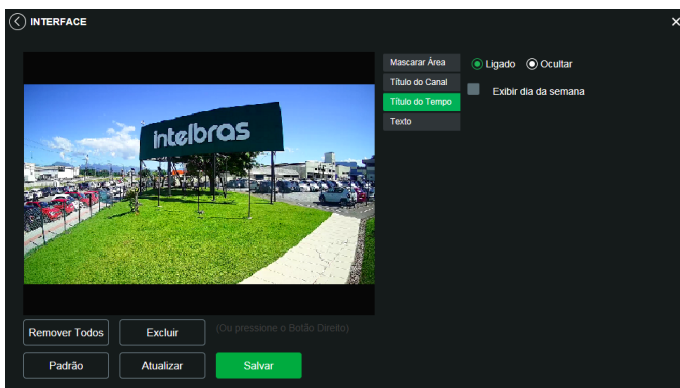 INTERFACE
Mascarar Área
Ligado
Ocultar
Título do Canal
Exibir dia da semana
Título do Tempo
Texto
intelbras
Remover Todos
Excluir
(Ou pressione o Botão Direito)
Padrão
Atualizar
Salvar